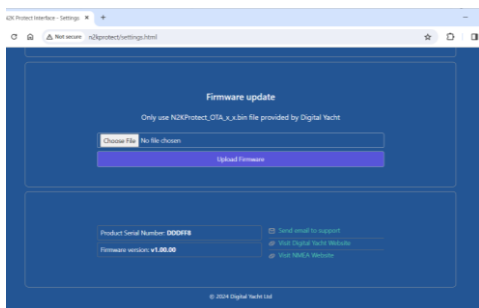 N2K Protect Interface - Settings
Not secure n2kprotect/settings.html
Firmware update
Only use N2KProtect_OTA_x_x.bin file provided by Digital Yacht
Choose File No file chosen
Upload Firmware
Product Serial Number: DDDFF8
Send email to support
Visit Digital Yacht Website
Firmware version: v1.00.00
Visit NMEA Website
© 2024 Digital Yacht Ltd